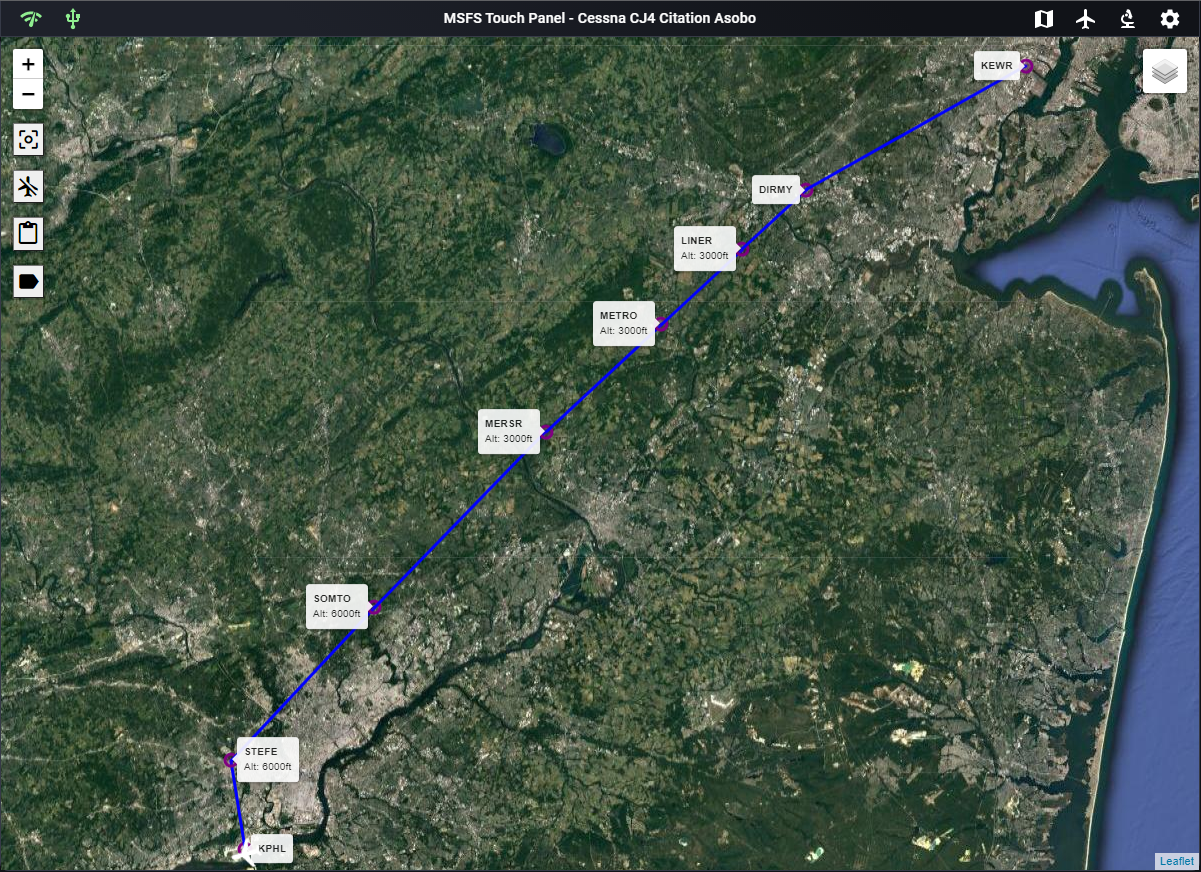 MSFS Touch Panel - Cessna CJ4 Citation Asobo
+
−
KEWR
DIRMY
LINER
Alt: 3000ft
METRO
Alt: 3000ft
MERSR
Alt: 3000ft
SOMTO
Alt: 6000ft
STEFE
Alt: 6000ft
KPHL
Leaflet